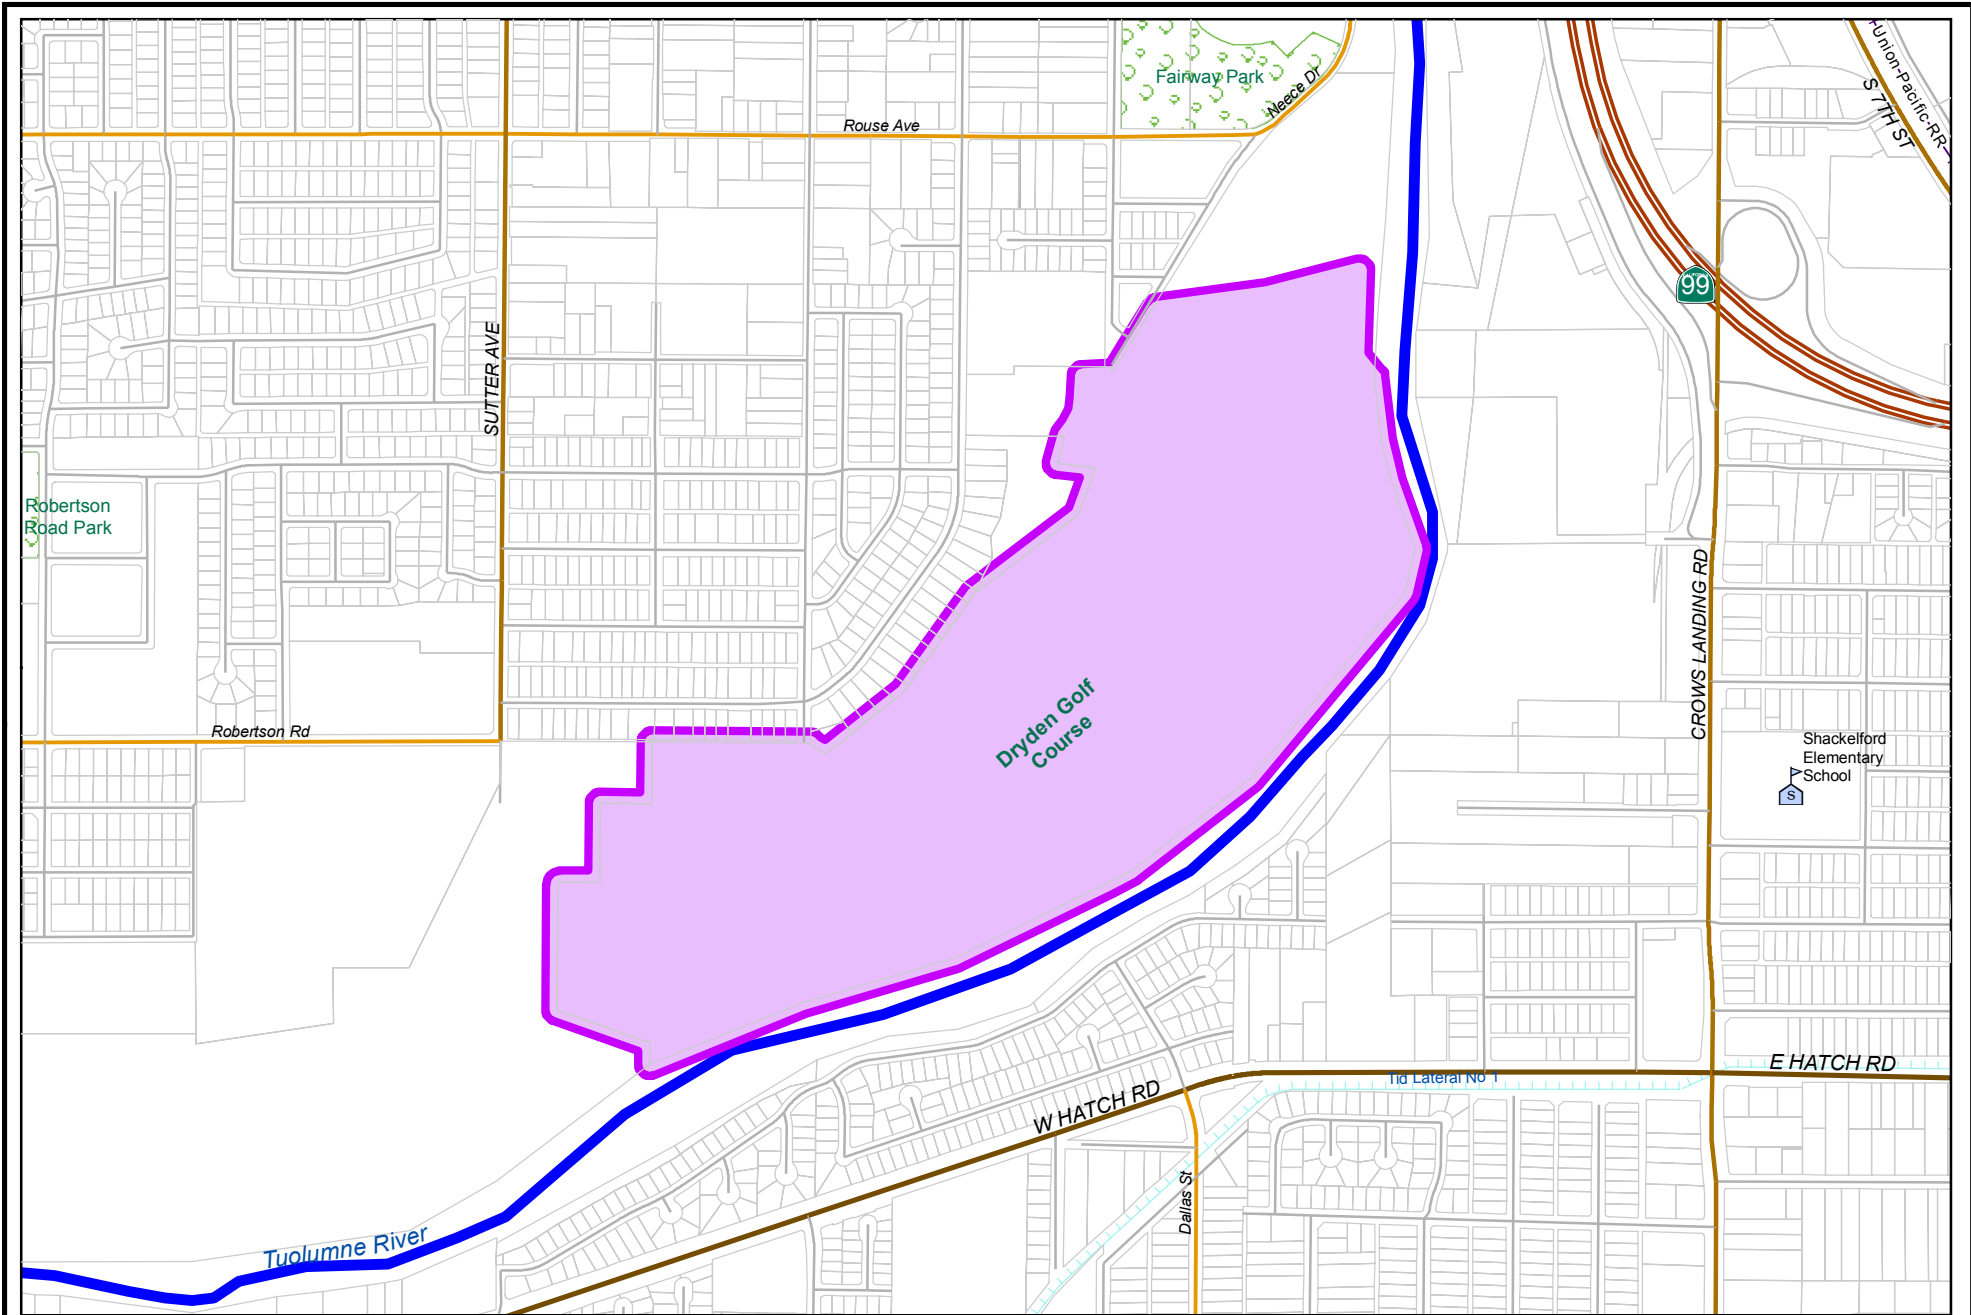 Fairway Park
Neece Dr
Rouse Ave
Union-Pacific-RR
S 7TH ST
99
SUTTER AVE
Robertson
Road Park
CROWS LANDING RD
Robertson Rd
Dryden Golf
Course
Shackelford
Elementary
School
S
E HATCH RD
Tid Lateral No 1
W HATCH RD
Dallas St
Tuolumne River